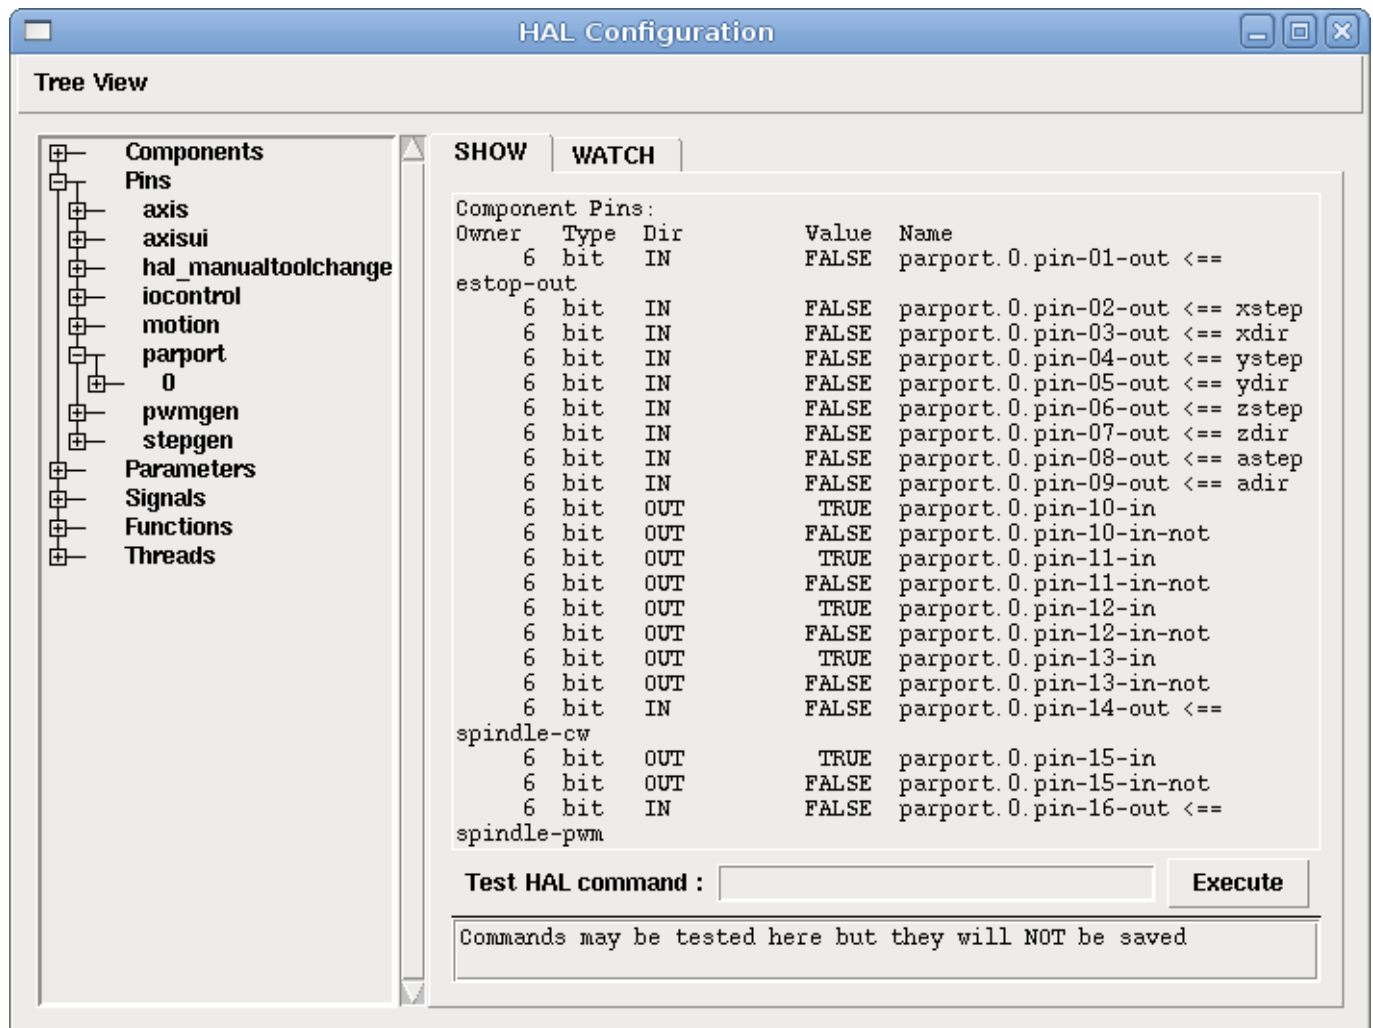 HAL Configuration
Tree View
Components
Pins
axis
axisui
hal_manualtoolchange
iocontrol
motion
parport
0
pwmgen
stepgen
Parameters
Signals
Functions
Threads
SHOW
WATCH
Component Pins:
Owner Type Dir Value Name
6 bit IN FALSE parport.0.pin-01-out <==
estop-out
6 bit IN FALSE parport.0.pin-02-out <== xstep
6 bit IN FALSE parport.0.pin-03-out <== xdir
6 bit IN FALSE parport.0.pin-04-out <== ystep
6 bit IN FALSE parport.0.pin-05-out <== ydir
6 bit IN FALSE parport.0.pin-06-out <== zstep
6 bit IN FALSE parport.0.pin-07-out <== zdir
6 bit IN FALSE parport.0.pin-08-out <== astep
6 bit IN FALSE parport.0.pin-09-out <== adir
6 bit OUT TRUE parport.0.pin-10-in
6 bit OUT FALSE parport.0.pin-10-in-not
6 bit OUT TRUE parport.0.pin-11-in
6 bit OUT FALSE parport.0.pin-11-in-not
6 bit OUT TRUE parport.0.pin-12-in
6 bit OUT FALSE parport.0.pin-12-in-not
6 bit OUT TRUE parport.0.pin-13-in
6 bit OUT FALSE parport.0.pin-13-in-not
6 bit IN FALSE parport.0.pin-14-out <==
spindle-cw
6 bit OUT TRUE parport.0.pin-15-in
6 bit OUT FALSE parport.0.pin-15-in-not
6 bit IN FALSE parport.0.pin-16-out <==
spindle-pwm
Test HAL command :
Execute
Commands may be tested here but they will NOT be saved